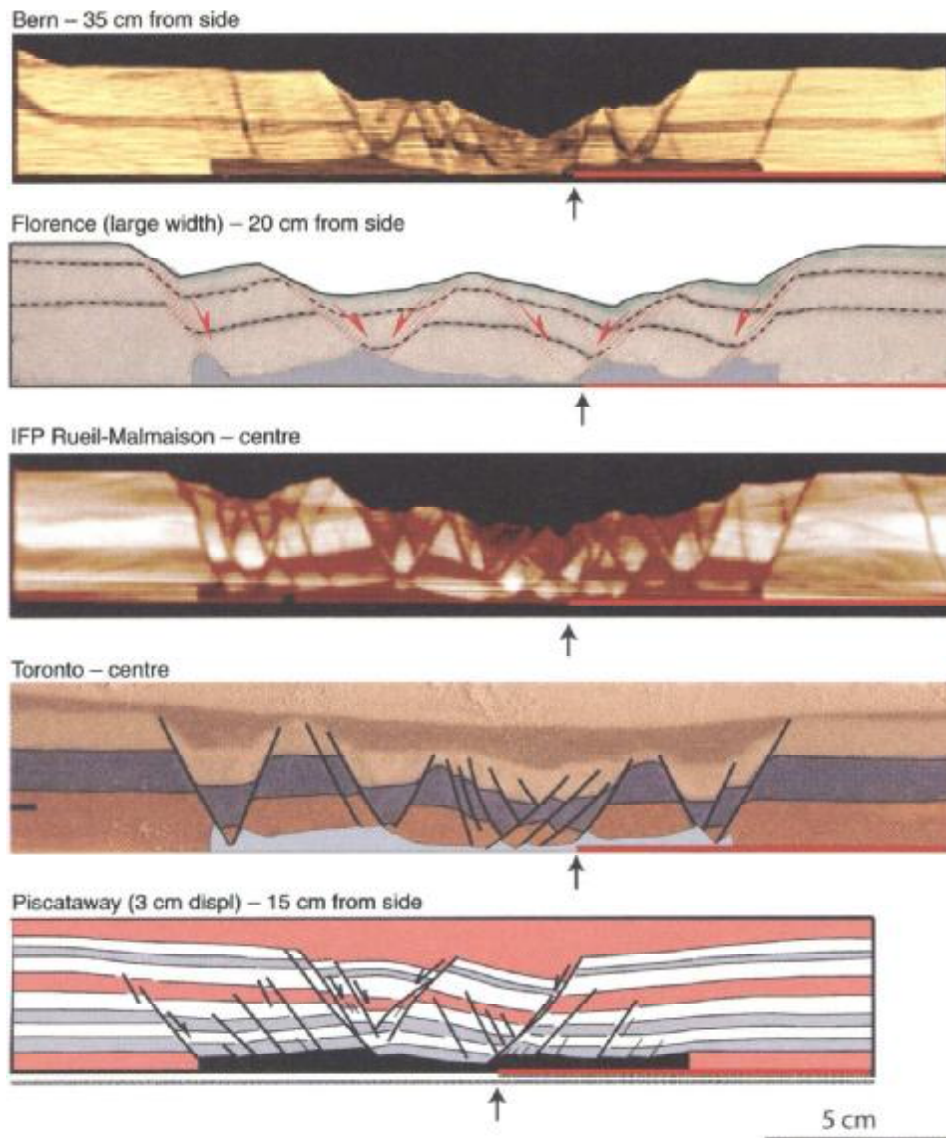 Bern – 35 cm from side
Florence (large width) – 20 cm from side
IFP Rueil-Malmaison – centre
Toronto – centre
Piscataway (3 cm displ) – 15 cm from side
5 cm